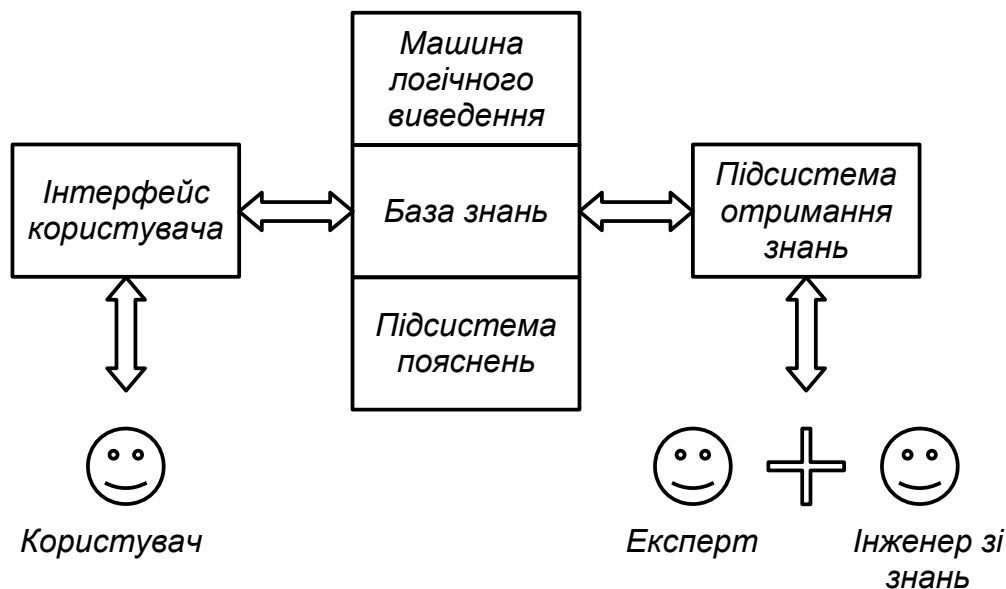 Машина
логічного
виведення
Інтерфейс
користувача
База знань
Підсистема
отримання
знань
Підсистема
пояснень
Користувач
Експерт
Інженер зі
знань